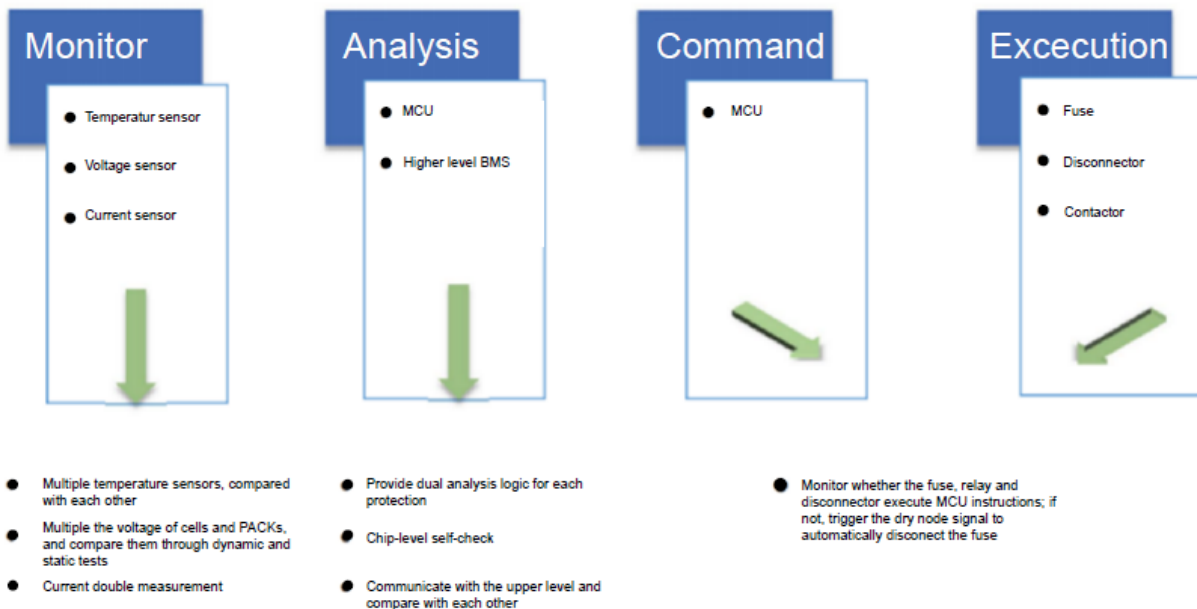 Monitor
Temperatur sensor
Voltage sensor
Current sensor
Analysis
MCU
Higher level BMS
Command
MCU
Excecution
Fuse
Disconnector
Contactor
Multiple temperature sensors, compared
with each other
Multiple the voltage of cells and PACKs,
and compare them through dynamic and
static tests
Current double measurement
Provide dual analysis logic for each
protection
Chip-level self-check
Communicate with the upper level and
compare with each other
Monitor whether the fuse, relay and
disconnector execute MCU instructions; if
not, trigger the dry node signal to
automatically disconect the fuse